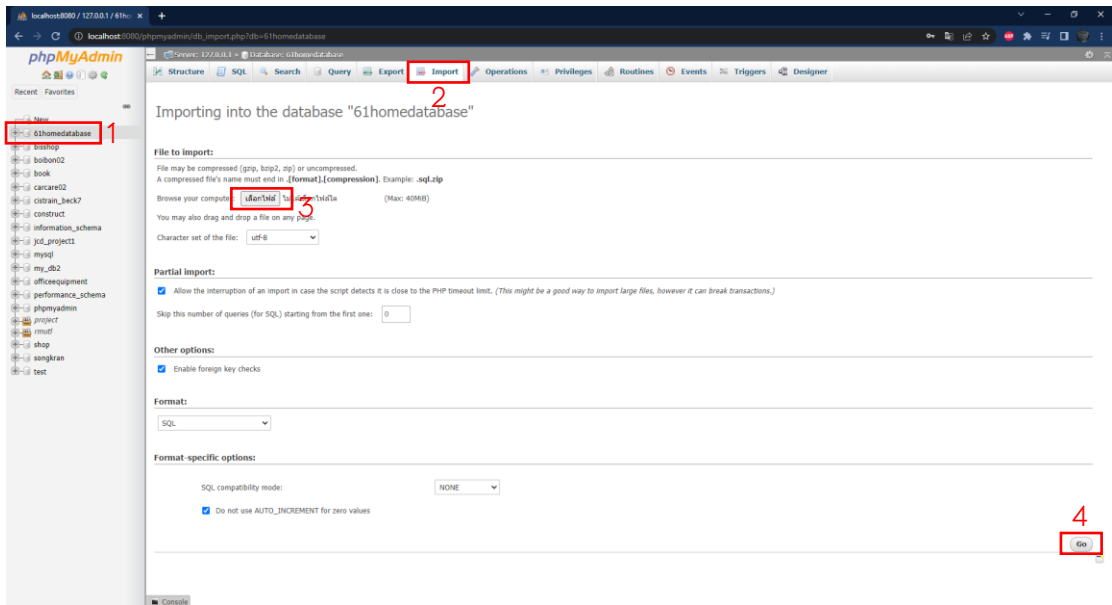 localhost:8080 / 127.0.0.1 / 61ho
localhost:8080/phpmyadmin/db_import.php?db=61homedatabase
phpMyAdmin
Recent Favorites
New
61homedatabase
1
bisshop
boibon02
book
carcare02
cistrain_beck7
construct
information_schema
jcd_project1
mysql
my_db2
officeequipment
performance_schema
phpmyadmin
project
rmutl
shop
songkran
test
Server: 127.0.0.1 » Database: 61homedatabase
Structure SQL Search Query Export Import Operations Privileges Routines Events Triggers Designer
2
Importing into the database "61homedatabase"
File to import:
File may be compressed (gzip, bzip2, zip) or uncompressed.
A compressed file's name must end in .[format].[compression]. Example: .sql.zip
Browse your computer: เลือกไฟล์ (Max: 40MiB)
3
You may also drag and drop a file on any page.
Character set of the file: utf-8
Partial import:
Allow the interruption of an import in case the script detects it is close to the PHP timeout limit. (This might be a good way to import large files, however it can break transactions.)
Skip this number of queries (for SQL) starting from the first one: 0
Other options:
Enable foreign key checks
Format:
SQL
Format-specific options:
SQL compatibility mode: NONE
Do not use AUTO_INCREMENT for zero values
4
Go
Console